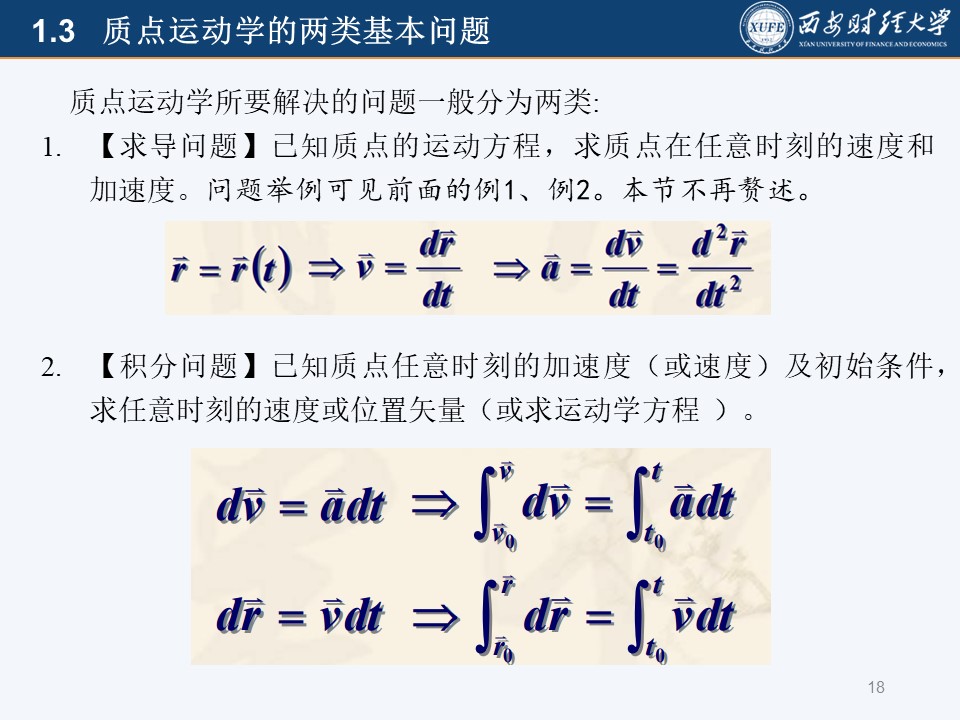 1.3 质点运动学的两类基本问题
XUFE 西安财经大学
XI'AN UNIVERSITY OF FINANCE AND ECONOMICS
质点运动学所要解决的问题一般分为两类:
1. 【求导问题】已知质点的运动方程，求质点在任意时刻的速度和
加速度。问题举例可见前面的例1、例2。本节不再赘述。
$\vec{r} = \vec{r}(t) \Rightarrow \vec{v} = \frac{d\vec{r}}{dt} \Rightarrow \vec{a} = \frac{d\vec{v}}{dt} = \frac{d^2\vec{r}}{dt^2}$
2. 【积分问题】已知质点任意时刻的加速度（或速度）及初始条件，
求任意时刻的速度或位置矢量（或求运动学方程 ）。
$d\vec{v} = \vec{a}dt \Rightarrow \int_{\vec{v}_0}^{\vec{v}} d\vec{v} = \int_{t_0}^{t} \vec{a}dt$
$d\vec{r} = \vec{v}dt \Rightarrow \int_{\vec{r}_0}^{\vec{r}} d\vec{r} = \int_{t_0}^{t} \vec{v}dt$
18